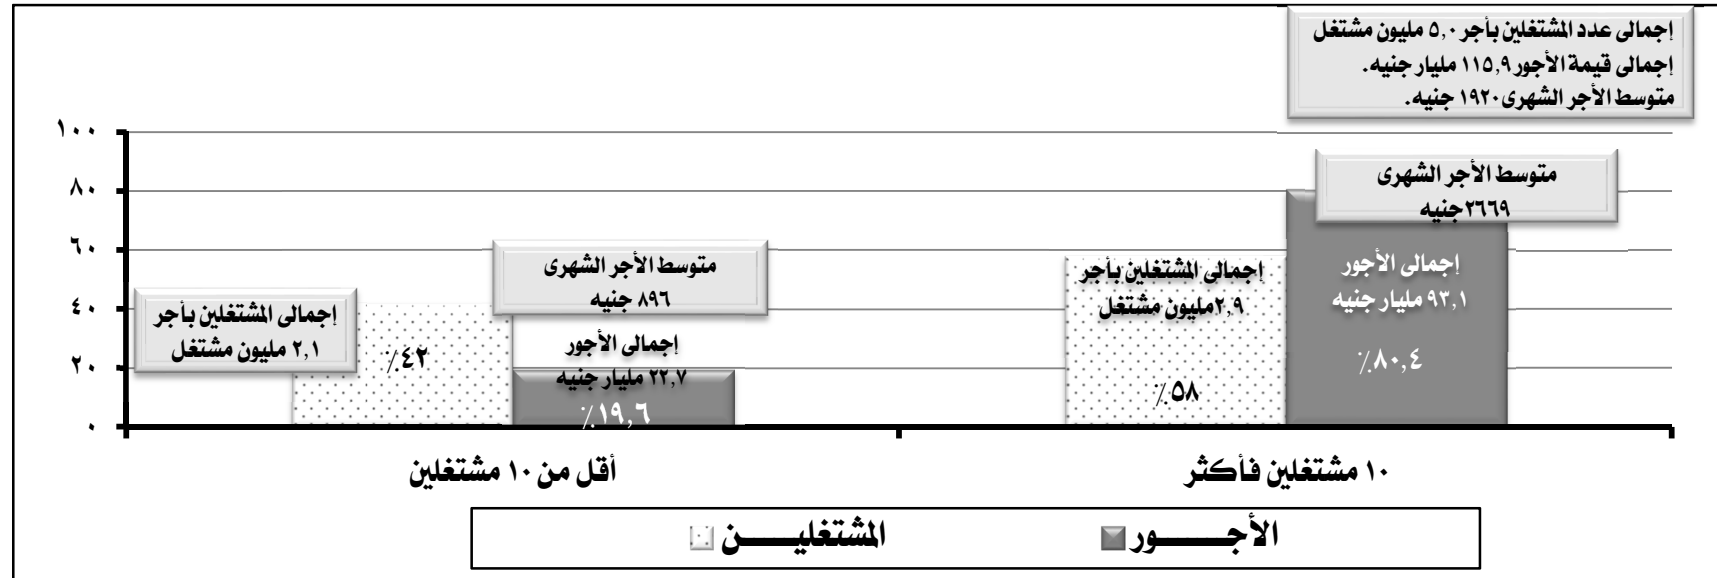 إجمالى عدد المشتغلين بأجر ٥,٠ مليون مشتغل
إجمالى قيمة الأجور ١١٥,٩ مليار جنيه.
متوسط الأجر الشهرى ١٩٢٠ جنيه.
١٠٠
٨٠
٦٠
٤٠
٢٠
٠
متوسط الأجر الشهرى
٢٦٦٩جنيه
إجمالى الأجور
٩٣,١ مليار جنيه
٨٠,٤٪
إجمالى المشتغلين بأجر
٢,٩مليون مشتغل
٥٨٪
متوسط الأجر الشهرى
٨٩٦ جنيه
إجمالى الأجور
٢٢,٧ مليار جنيه
١٩,٦٪
إجمالى المشتغلين بأجر
٢,١ مليون مشتغل
٤٢٪
١٠ مشتغلين فأكثر
أقل من ١٠ مشتغلين
الأجـــــــور
المشتغليـــــن